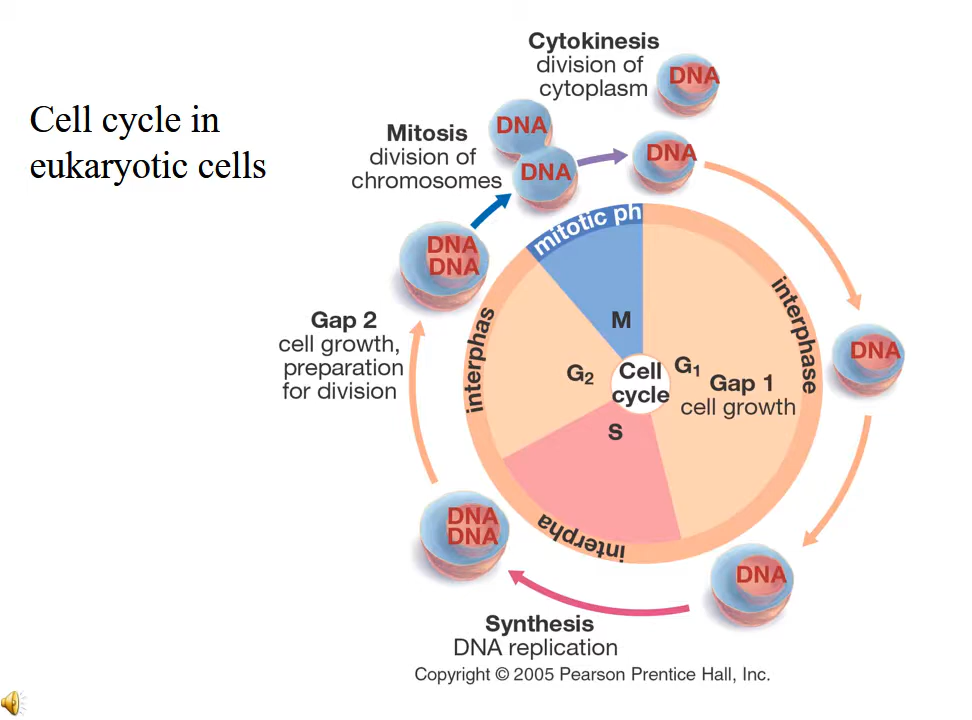 Cell cycle in
eukaryotic cells
Cytokinesis
division of
cytoplasm
DNA
DNA
Mitosis
division of
chromosomes
DNA
DNA
DNA
DNA
Gap 2
cell growth,
preparation
for division
mitotic ph
interphase
interphas
interpha
M
G1
Gap 1
cell growth
G2
Cell
cycle
S
DNA
DNA
DNA
DNA
Synthesis
DNA replication
Copyright © 2005 Pearson Prentice Hall, Inc.